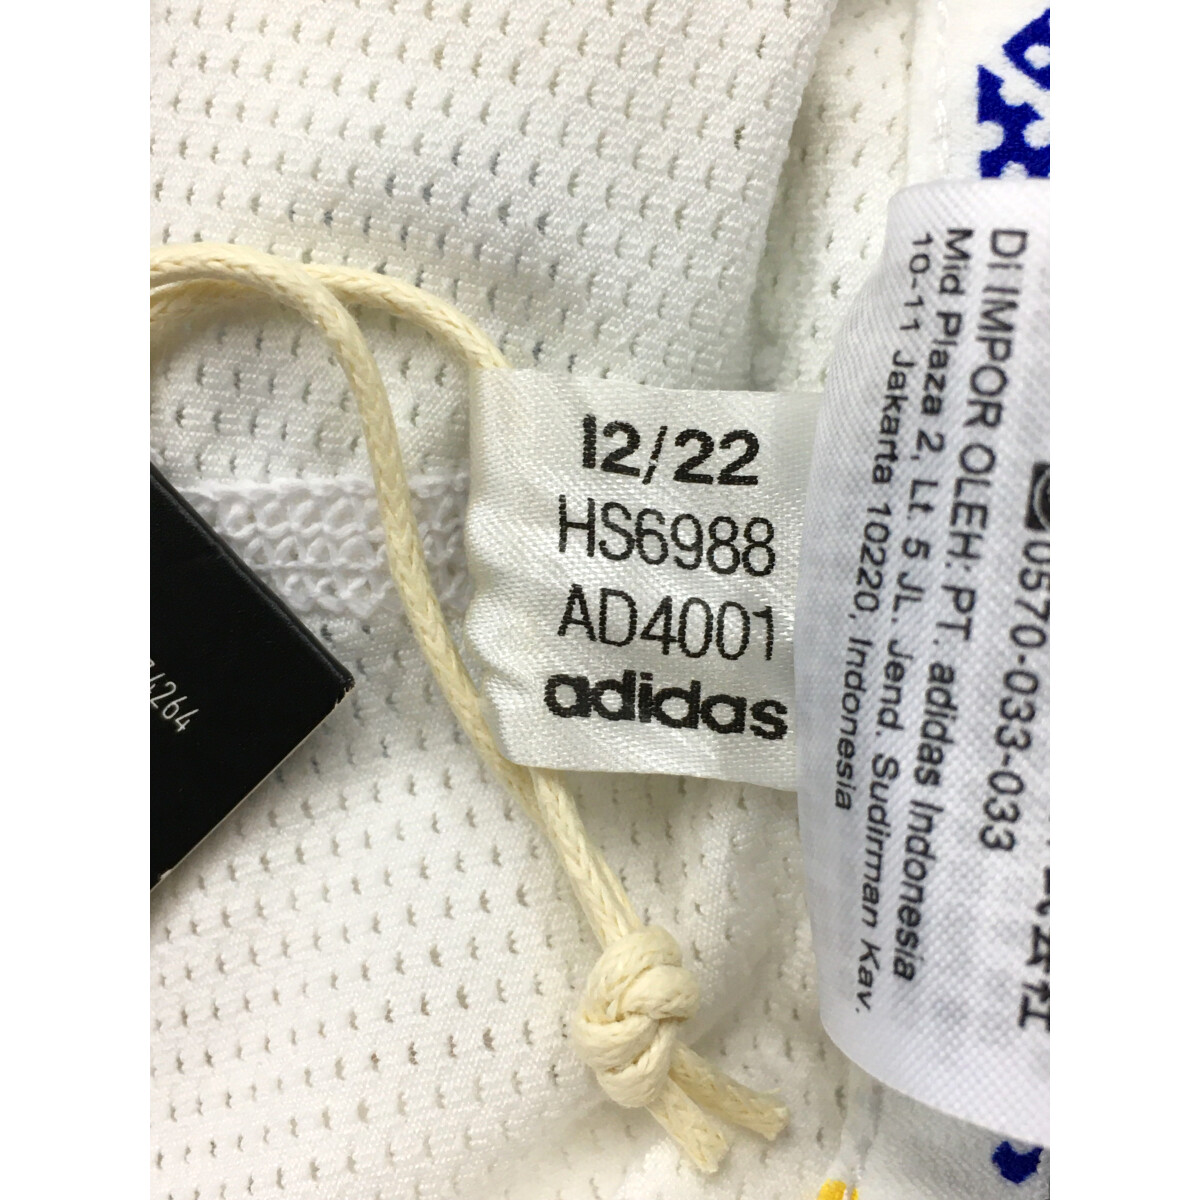 12/22
HS6988
AD4001
adidas
4264
0570-033-033
Di IMPOR OLEH: PT. adidas Indonesia
Mid Plaza 2, Lt. 5 JL. Jend. Sudirman Kav.
10-11 Jakarta 10220, Indonesia